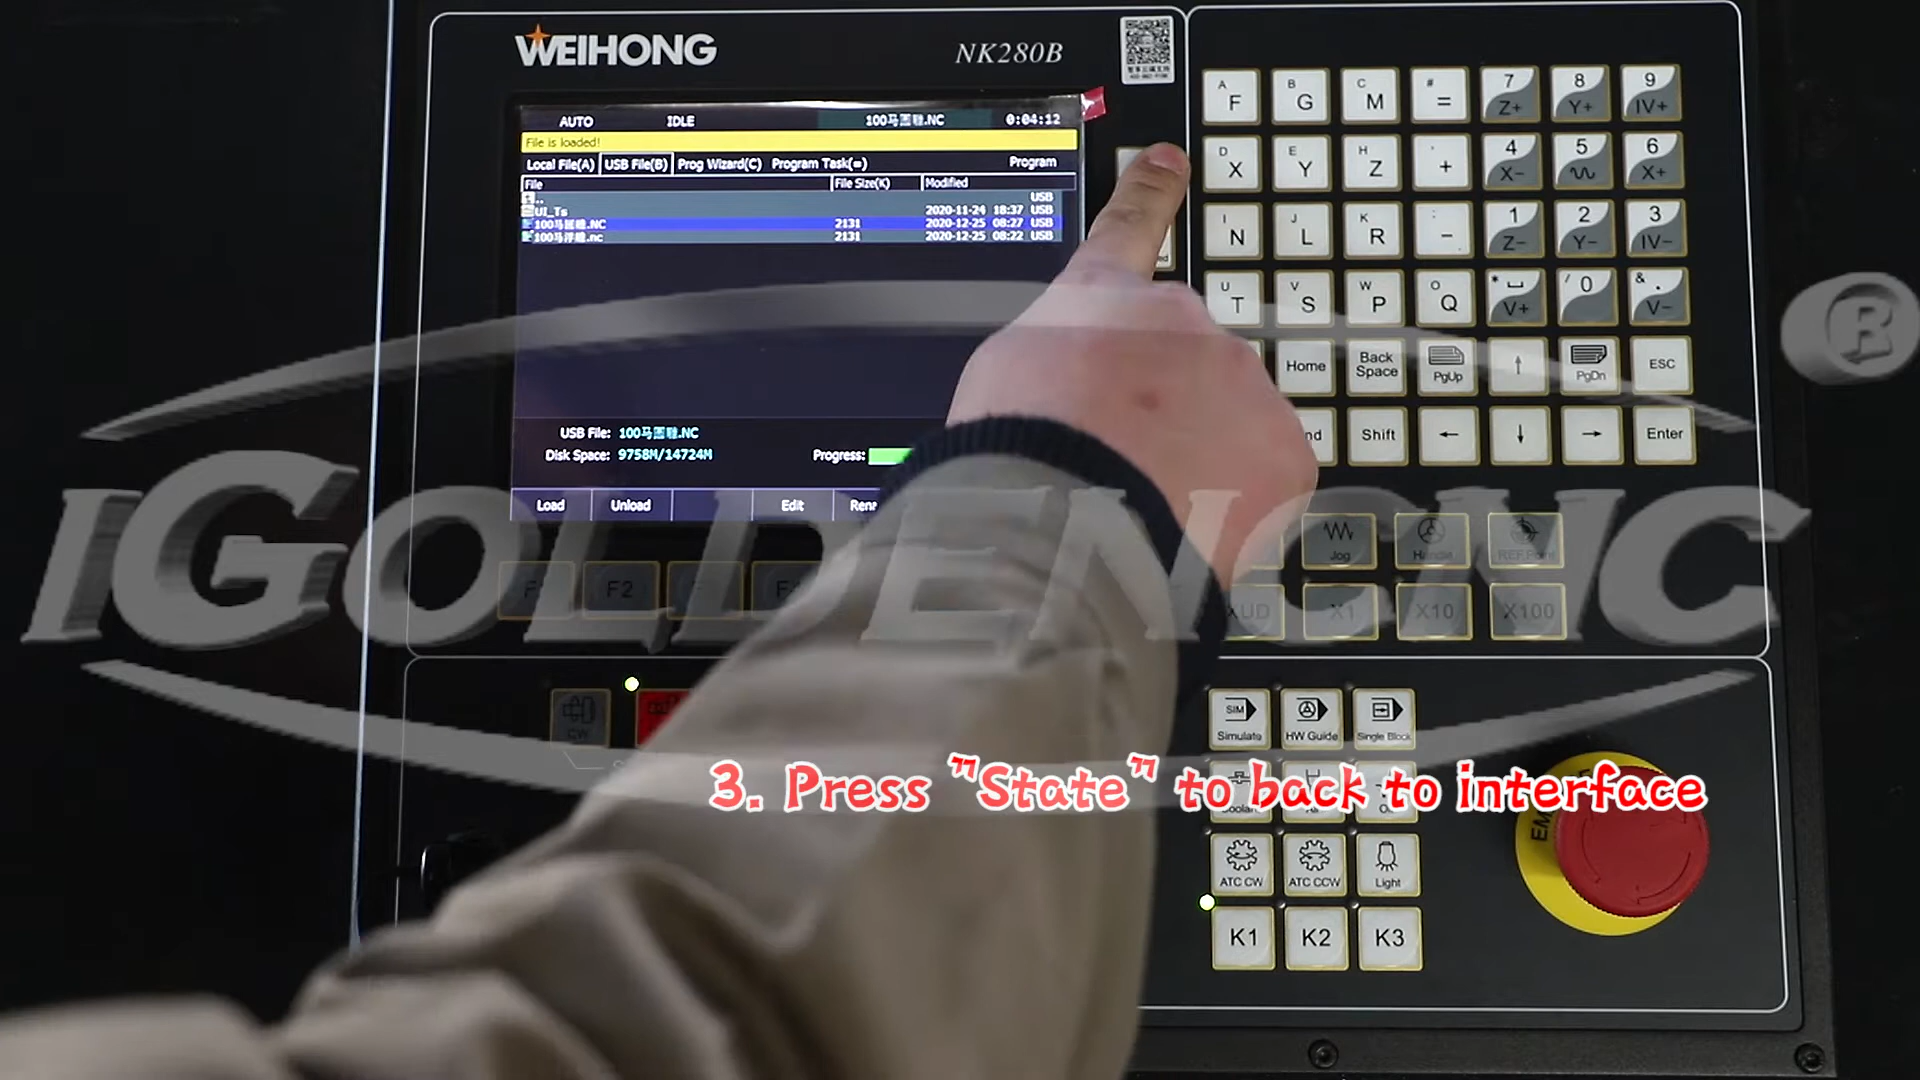 WEIHONG
NK280B
AUTO IDLE 0:04:12
File is loaded!
Local File(A) USB File(B) Prog Wizard(C) Program Task(=) Program
File File Size(K) Modified
.. USB
UI_Ts 2020-11-24 18:37 USB
2131 2020-12-25 08:27 USB
2131 2020-12-25 08:22 USB
USB File:
Disk Space: 9758M/14724M Progress:
Load Unload Edit
A F B G C M # = 7 Z+ 8 Y+ 9 IV+
D X E Y H Z + 4 X- 5 6 X+
I N J L K R : - 1 Z- 2 Y- 3 IV-
U T V S W P O Q * V+ / 0 & . V-
Home Back Space PgUp ↑ PgDn ESC
Shift ← ↓ → Enter
Jog Handle REF.Point
X1 X10 X100
F2
CW
IGOLDENCNC ®
SIM Simulate HW Guide Single Block
3. Press "State" to back to interface
ATC CW ATC CCW Light
K1 K2 K3